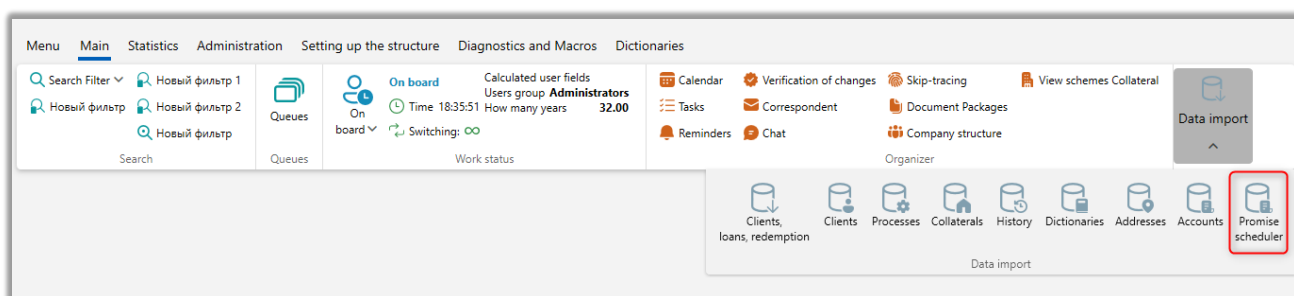 Menu Main Statistics Administration Setting up the structure Diagnostics and Macros Dictionaries
Search Filter Новый фильтр 1
Новый фильтр Новый фильтр 2
Новый фильтр
Search
Queues
Queues
On board
On board
Time 18:35:51
Switching: ∞
Calculated user fields
Users group Administrators
How many years 32.00
Work status
Calendar Verification of changes Skip-tracing View schemes Collateral
Tasks Correspondent Document Packages
Reminders Chat Company structure
Organizer
Data import
Clients,
loans, redemption
Clients
Processes
Collaterals
History
Dictionaries
Addresses
Accounts
Promise
scheduler
Data import